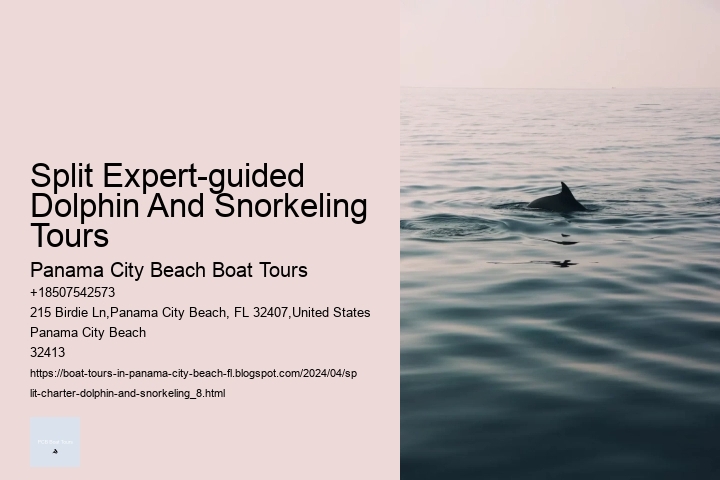 Split Expert-guided
Dolphin And Snorkeling
Tours
Panama City Beach Boat Tours
+18507542573
215 Birdie Ln,Panama City Beach, FL 32407,United States
Panama City Beach
32413
https://boat-tours-in-panama-city-beach-fl.blogspot.com/2024/04/sp
lit-charter-dolphin-and-snorkeling_8.html